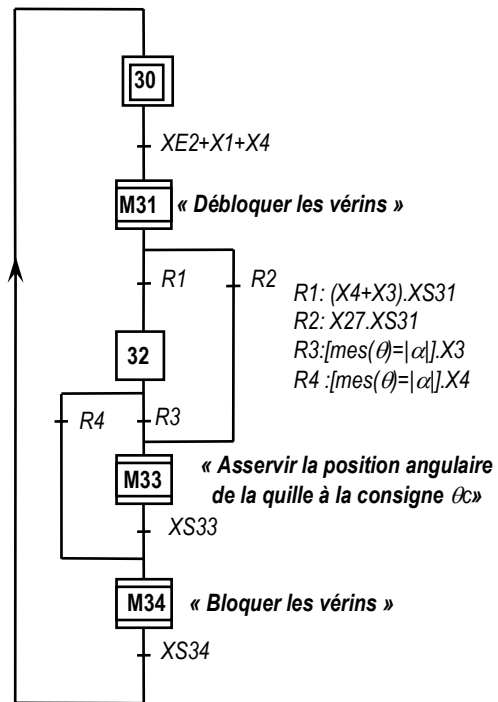 30
XE2+X1+X4
M31 « Débloquer les vérins »
R1
R2
R1: (X4+X3).XS31
R2: X27.XS31
R3:[mes(θ)=|α|].X3
R4 :[mes(θ)=|α|].X4
32
R4
R3
M33
« Asservir la position angulaire
de la quille à la consigne θc»
XS33
M34 « Bloquer les vérins »
XS34